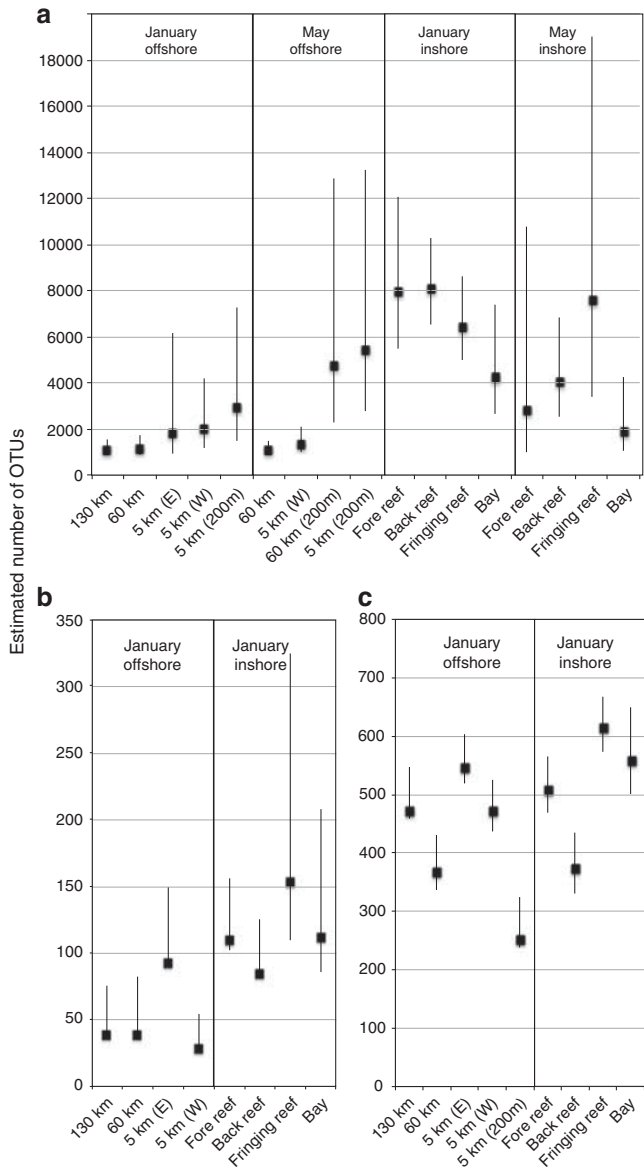 a
January offshore
May offshore
January inshore
May inshore
18000
16000
14000
12000
10000
8000
6000
4000
2000
0
130 km
60 km
5 km (E)
5 km (W)
5 km (200m)
60 km
5 km (W)
60 km (200m)
5 km (200m)
Fore reef
Back reef
Fringing reef
Bay
Fore reef
Back reef
Fringing reef
Bay
Estimated number of OTUs
b
January offshore
January inshore
350
300
250
200
150
100
50
0
130 km
60 km
5 km (E)
5 km (W)
Fore reef
Back reef
Fringing reef
Bay
c
January offshore
January inshore
800
700
600
500
400
300
200
100
0
130 km
60 km
5 km (E)
5 km (W)
5 km (200m)
Fore reef
Back reef
Fringing reef
Bay